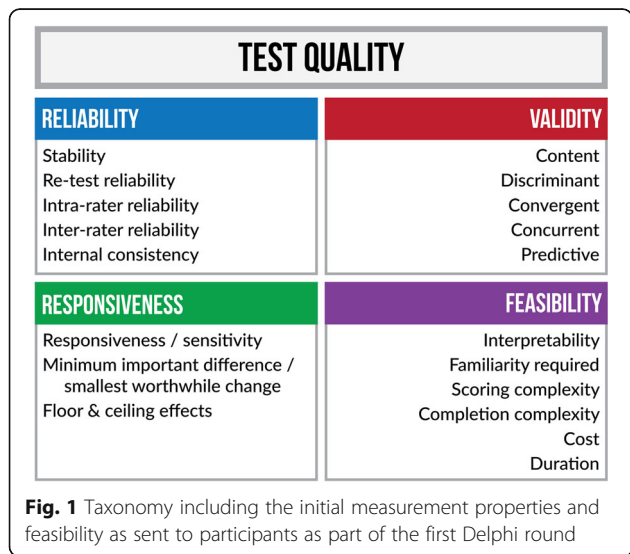 TEST QUALITY
RELIABILITY
Stability
Re-test reliability
Intra-rater reliability
Inter-rater reliability
Internal consistency
VALIDITY
Content
Discriminant
Convergent
Concurrent
Predictive
RESPONSIVENESS
Responsiveness / sensitivity
Minimum important difference /
smallest worthwhile change
Floor & ceiling effects
FEASIBILITY
Interpretability
Familiarity required
Scoring complexity
Completion complexity
Cost
Duration
Fig. 1 Taxonomy including the initial measurement properties and
feasibility as sent to participants as part of the first Delphi round